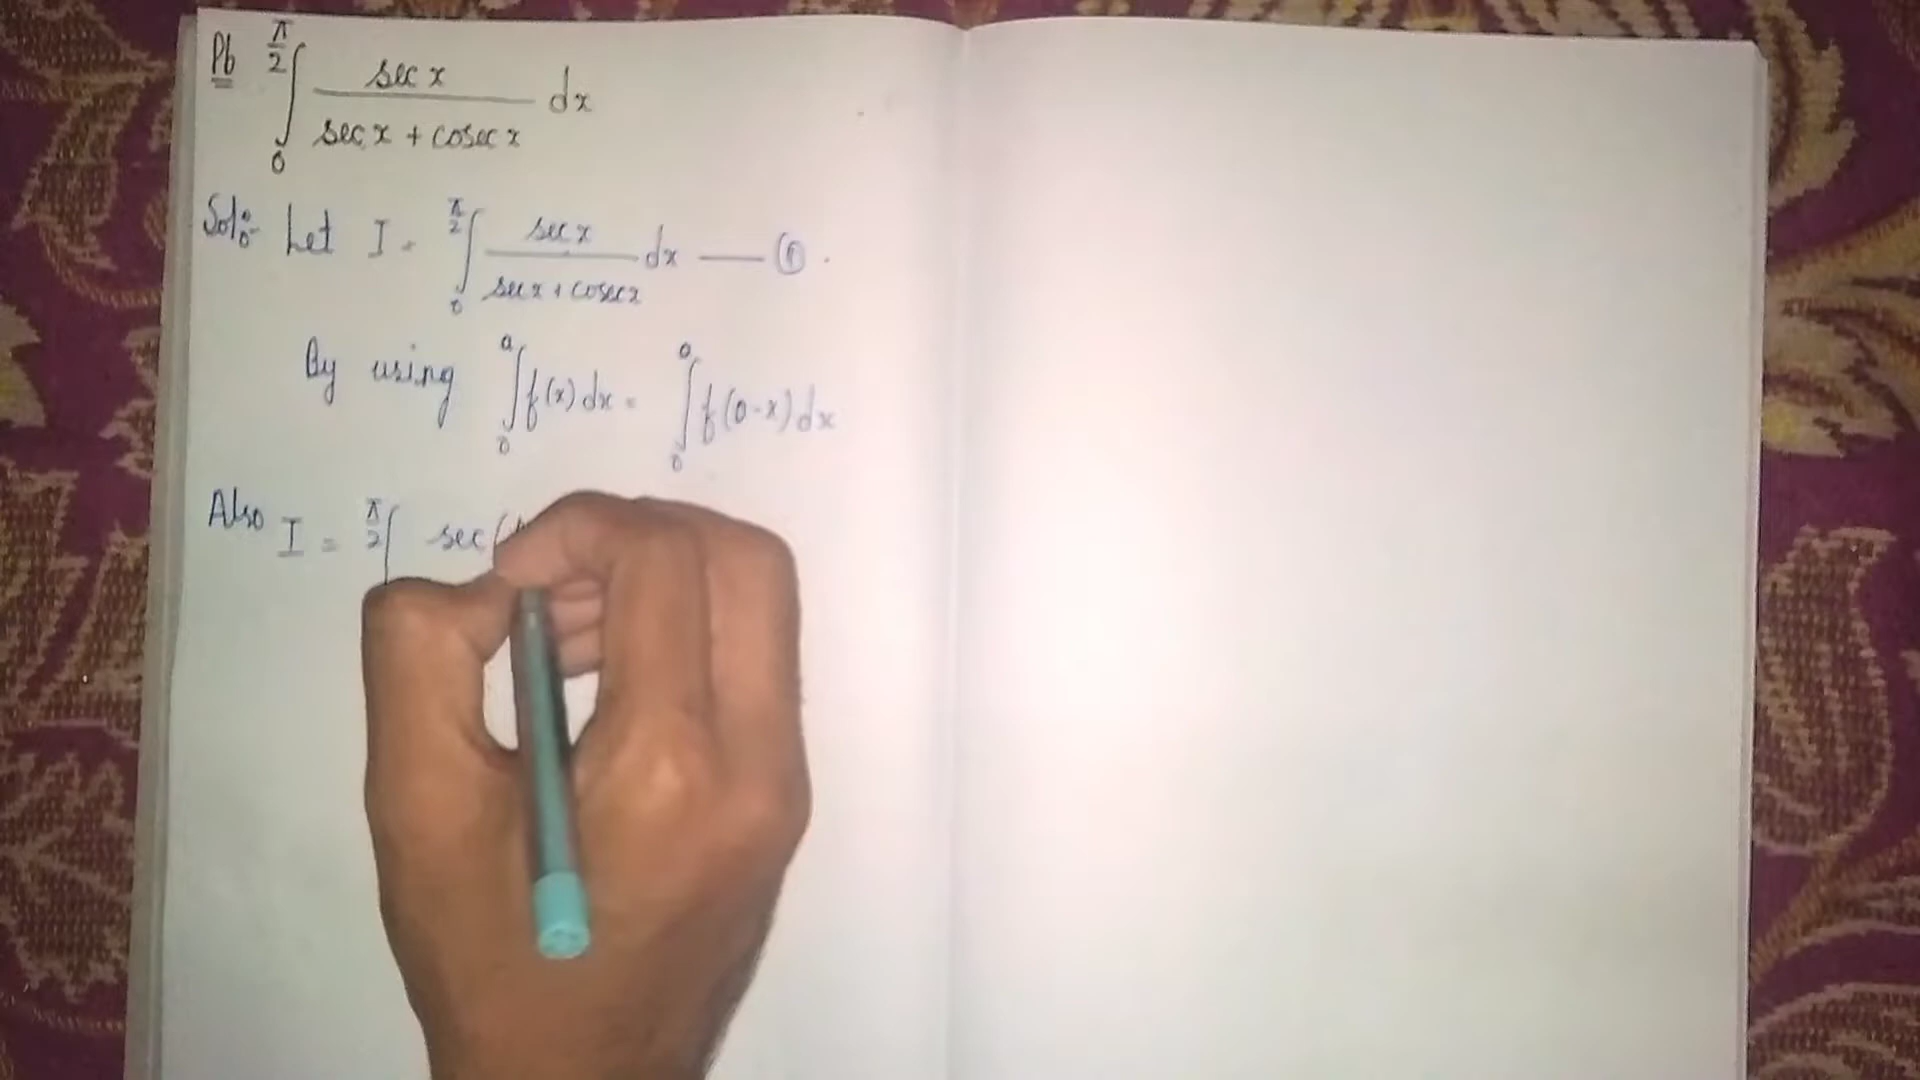 Pb ∫₀^(π/2) sec x / (sec x + cosec x) dx
Sol:- Let I = ∫₀^(π/2) sec x / (sec x + cosec x) dx —— ①.
By using ∫₀^a f(x) dx = ∫₀^a f(a-x) dx
Also I = ∫^(π/2) sec(